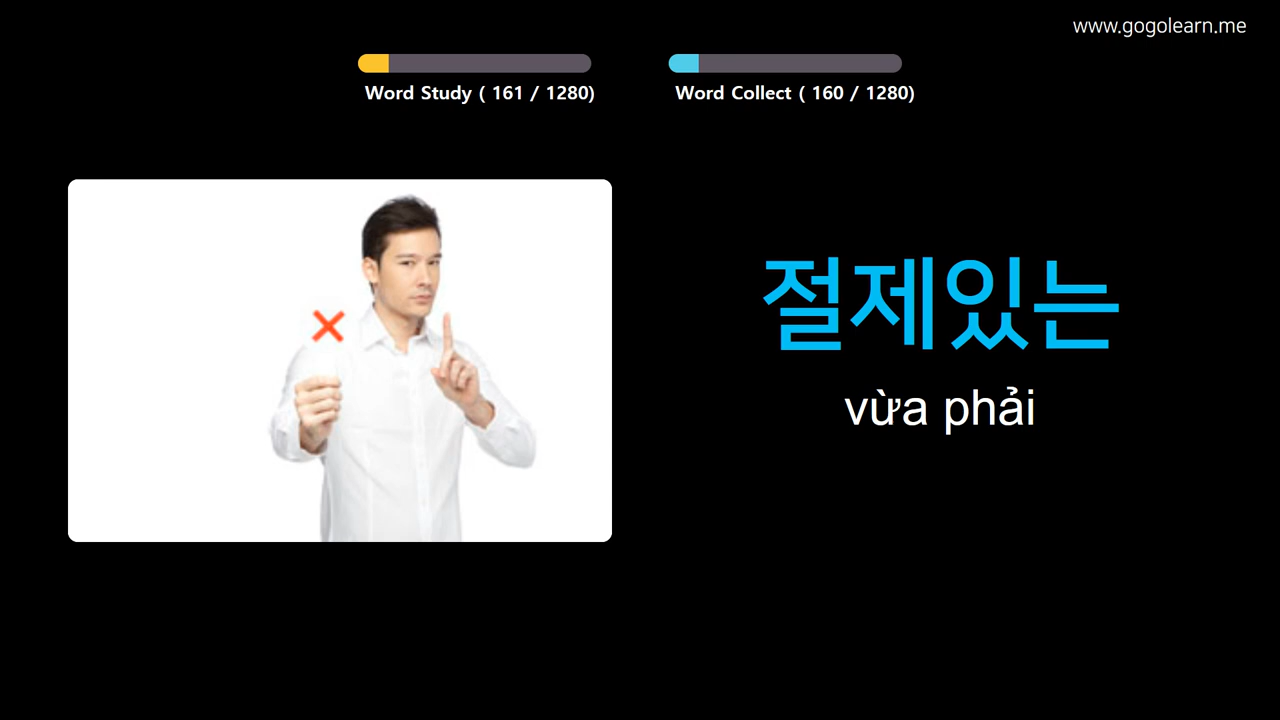 www.gogolearn.me
Word Study ( 161 / 1280)
Word Collect ( 160 / 1280)
절제있는
vừa phải